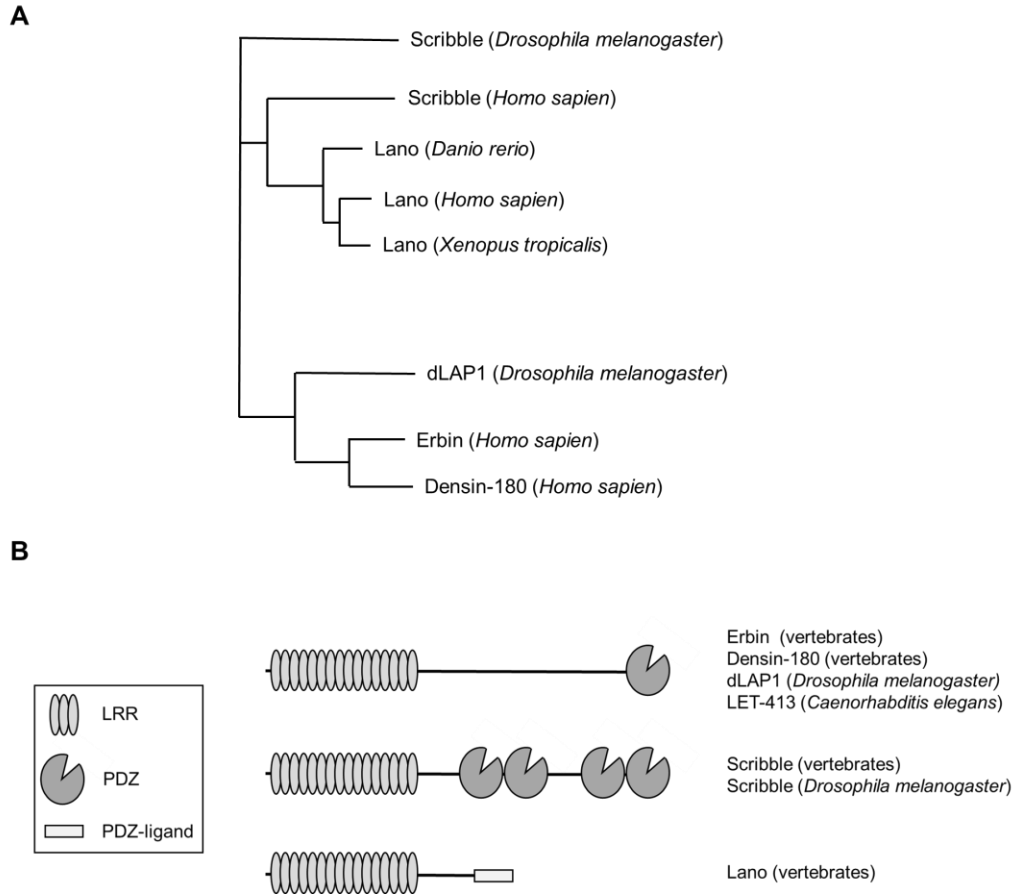 A
Scribble (Drosophila melanogaster)
Scribble (Homo sapien)
Lano (Danio rerio)
Lano (Homo sapien)
Lano (Xenopus tropicalis)
dLAP1 (Drosophila melanogaster)
Erbin (Homo sapien)
Densin-180 (Homo sapien)
B
LRR
PDZ
PDZ-ligand
Erbin (vertebrates)
Densin-180 (vertebrates)
dLAP1 (Drosophila melanogaster)
LET-413 (Caenorhabditis elegans)
Scribble (vertebrates)
Scribble (Drosophila melanogaster)
Lano (vertebrates)